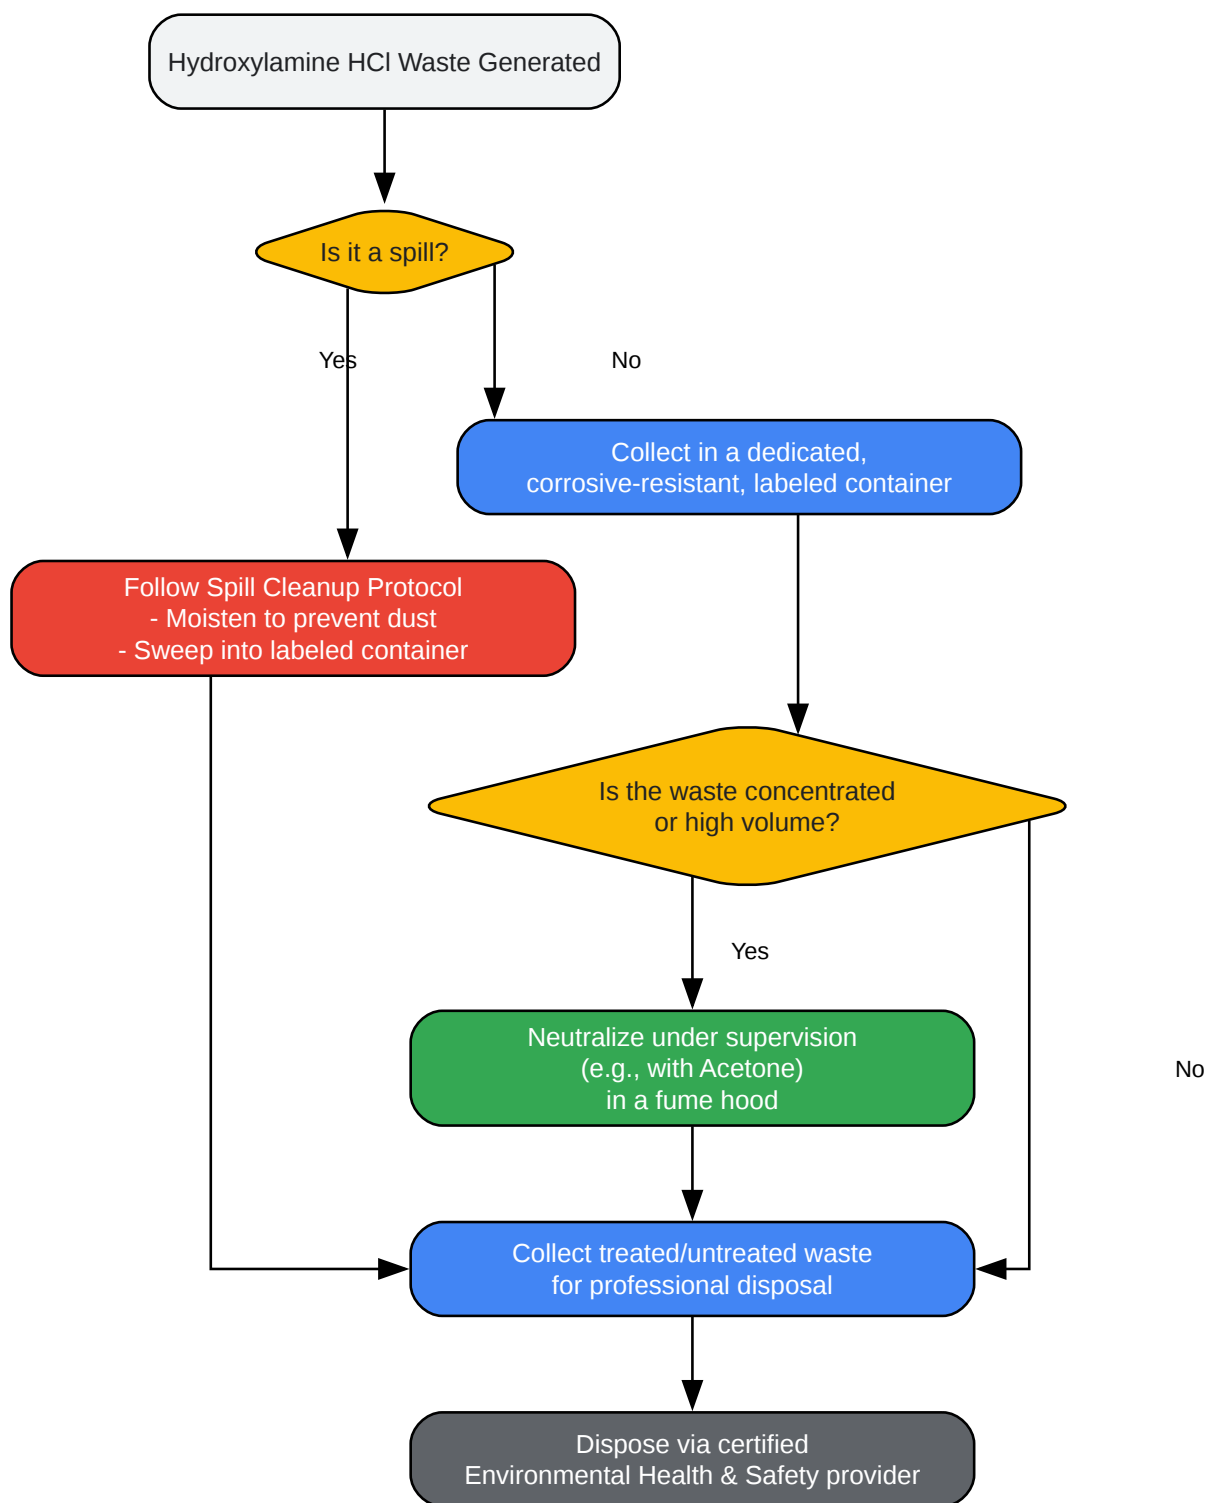 Hydroxylamine HCl Waste Generated
Is it a spill?
Yes
No
Collect in a dedicated,
corrosive-resistant, labeled container
Follow Spill Cleanup Protocol
- Moisten to prevent dust
- Sweep into labeled container
Is the waste concentrated
or high volume?
Yes
Neutralize under supervision
(e.g., with Acetone)
in a fume hood
No
Collect treated/untreated waste
for professional disposal
Dispose via certified
Environmental Health & Safety provider